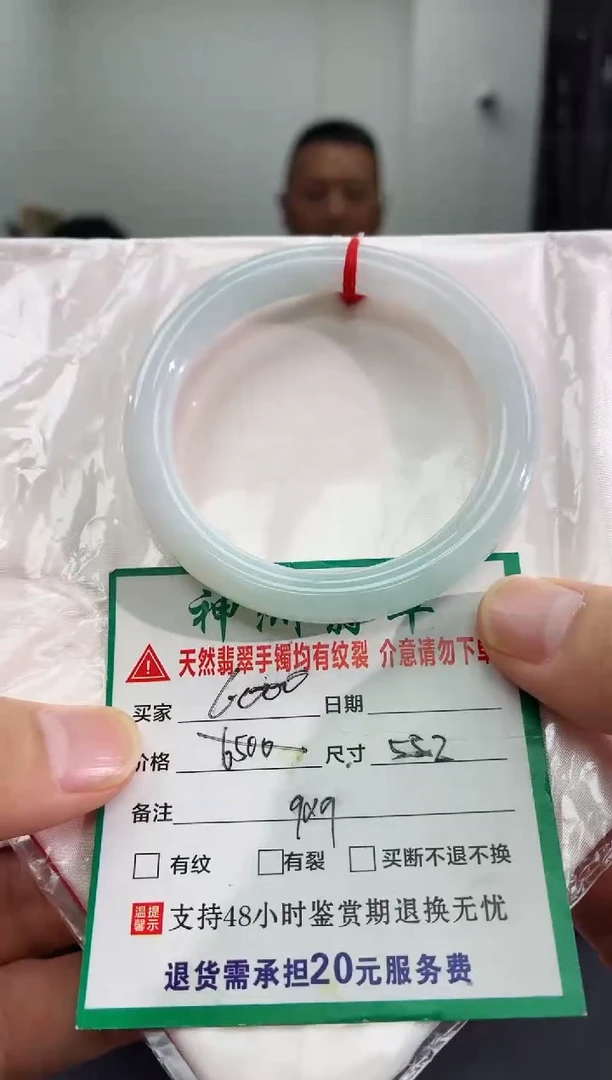 神
天然翡翠手镯均有纹裂 介意请勿下单
买家 6000 日期
价格 6500 尺寸 55.2
备注 9×9
有纹 有裂 买断不退不换
温馨提示 支持48小时鉴赏期退换无忧
退货需承担20元服务费